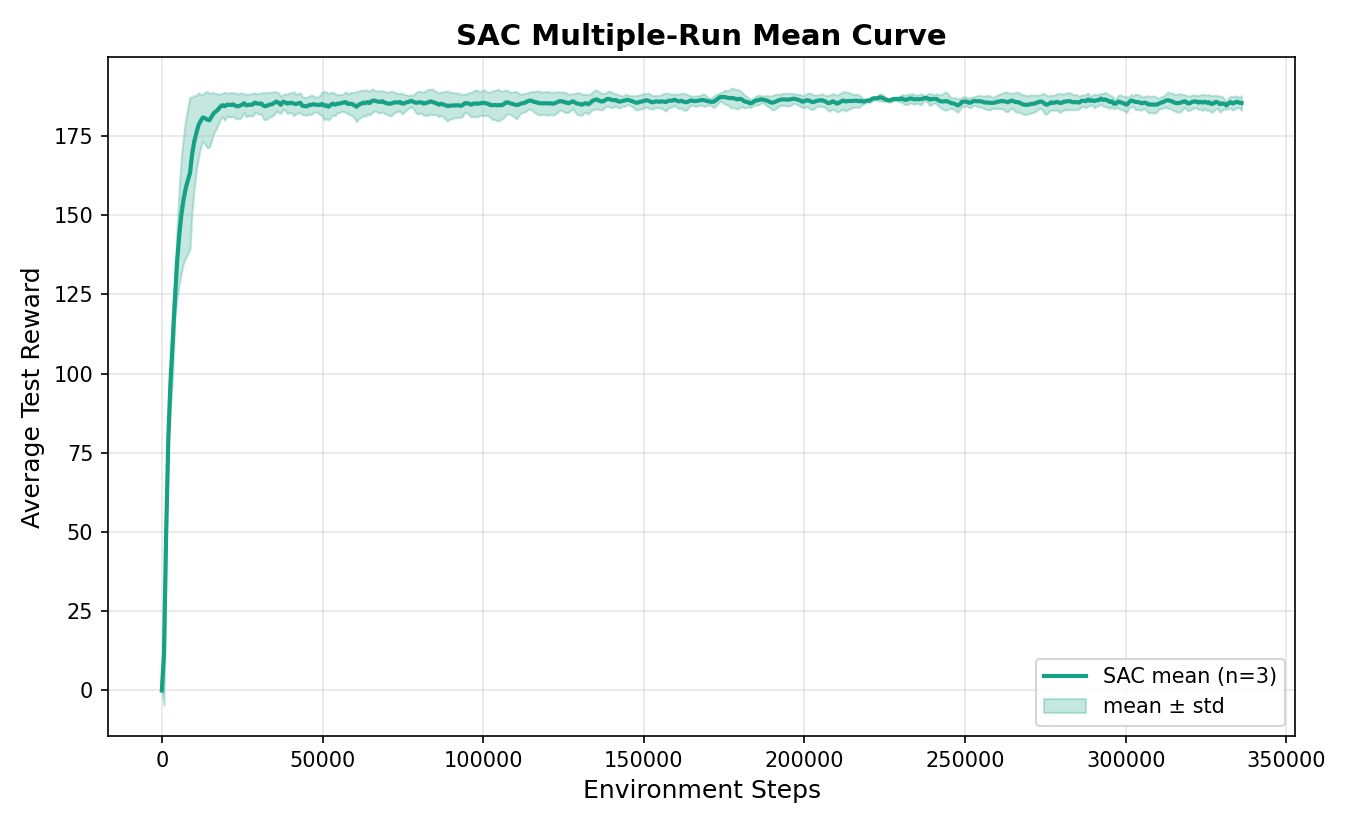 SAC Multiple-Run Mean Curve
Average Test Reward
175
150
125
100
75
50
25
0
SAC mean (n=3)
mean ± std
0 50000 100000 150000 200000 250000 300000 350000
Environment Steps